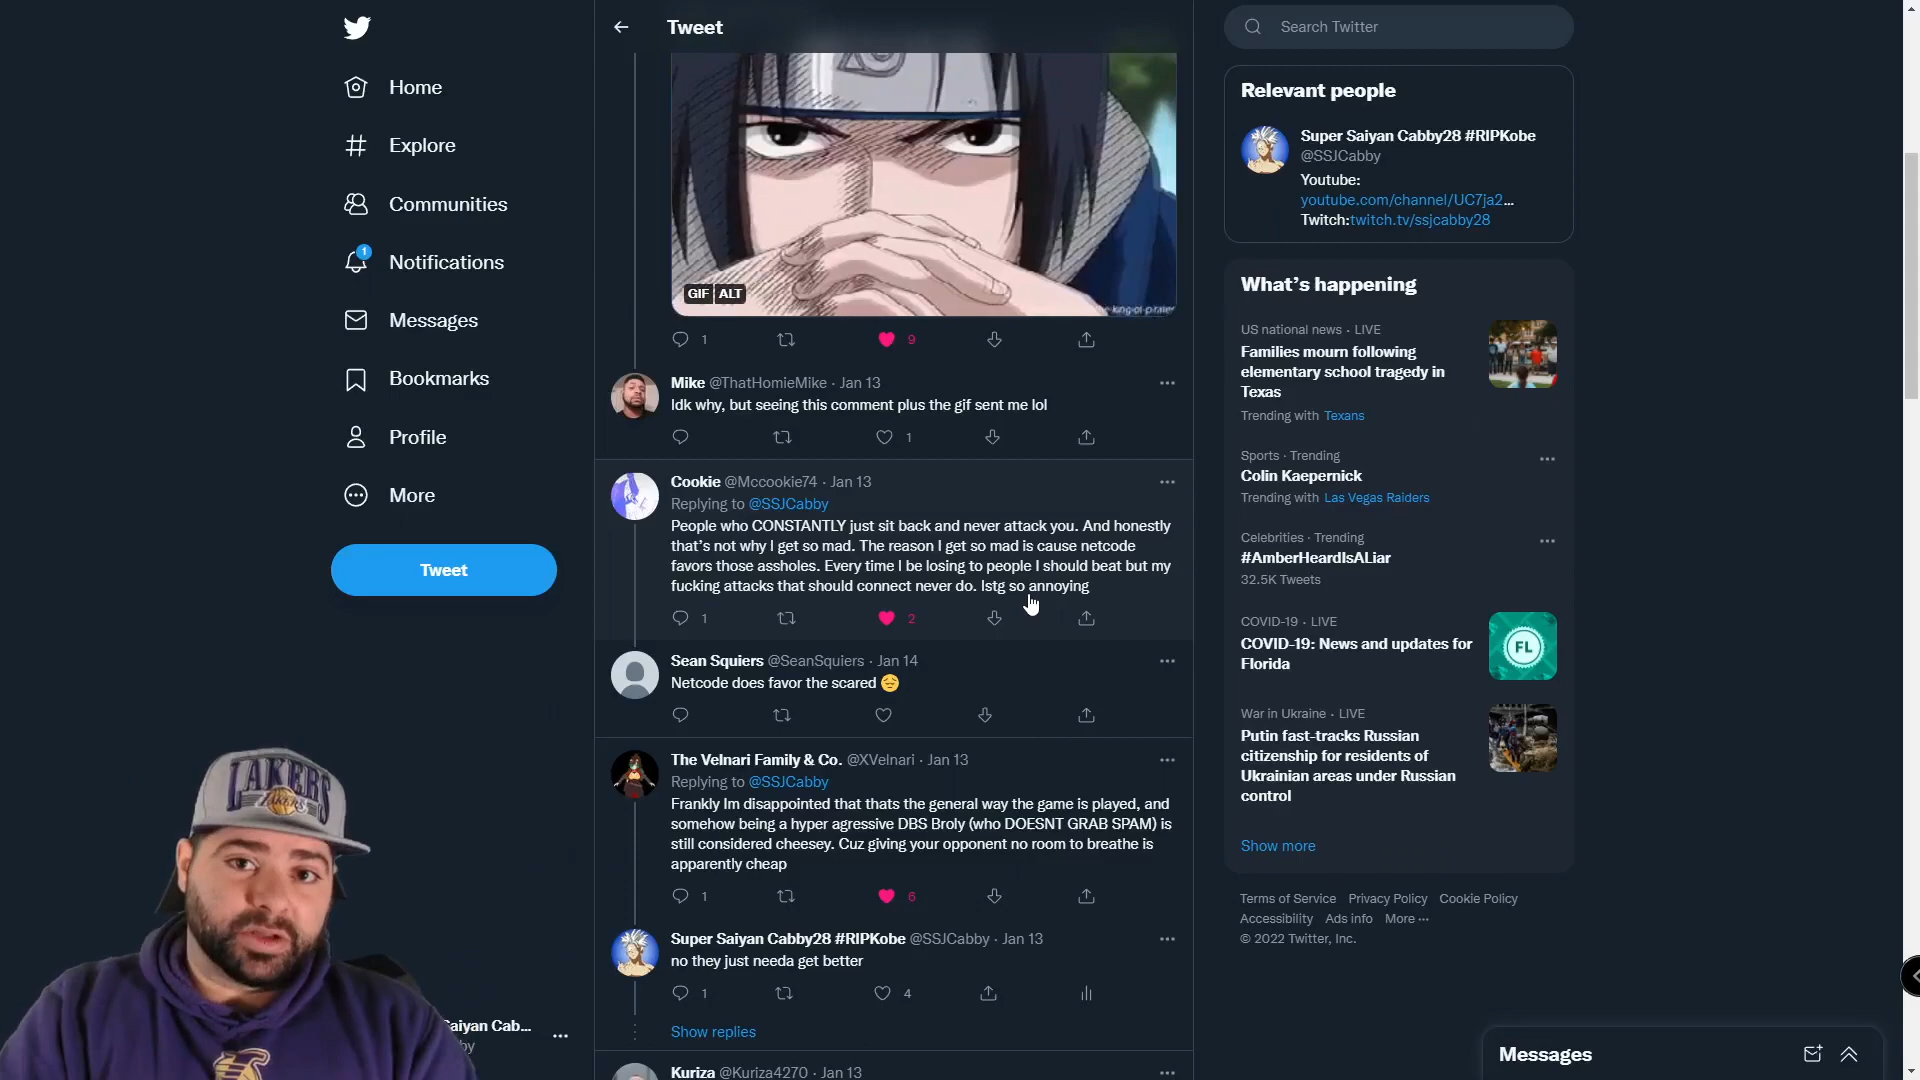 Home
Explore
Communities
1
Notifications
Messages
Bookmarks
Profile
More
Tweet
LAKERS
Saiyan Cab...
by
Tweet
GIF ALT
1
9
Mike @ThatHomieMike · Jan 13
Idk why, but seeing this comment plus the gif sent me lol
1
Cookie @Mccookie74 · Jan 13
Replying to @SSJCabby
People who CONSTANTLY just sit back and never attack you. And honestly
that's not why I get so mad. The reason I get so mad is cause netcode
favors those assholes. Every time I be losing to people I should beat but my
fucking attacks that should connect never do. Istg so annoying
1
2
Sean Squiers @SeanSquiers · Jan 14
Netcode does favor the scared 😔
The Velnari Family & Co. @XVelnari · Jan 13
Replying to @SSJCabby
Frankly Im disappointed that thats the general way the game is played, and
somehow being a hyper agressive DBS Broly (who DOESNT GRAB SPAM) is
still considered cheesey. Cuz giving your opponent no room to breathe is
apparently cheap
1
6
Super Saiyan Cabby28 #RIPKobe @SSJCabby · Jan 13
no they just needa get better
1
4
Show replies
Kuriza @Kuriza4270 · Jan 13
Search Twitter
Relevant people
Super Saiyan Cabby28 #RIPKobe
@SSJCabby
Youtube:
youtube.com/channel/UC7ja2...
Twitch:twitch.tv/ssjcabby28
What's happening
US national news · LIVE
Families mourn following
elementary school tragedy in
Texas
Trending with Texans
Sports · Trending
Colin Kaepernick
Trending with Las Vegas Raiders
Celebrities · Trending
#AmberHeardIsALiar
32.5K Tweets
COVID-19 · LIVE
COVID-19: News and updates for
Florida
FL
War in Ukraine · LIVE
Putin fast-tracks Russian
citizenship for residents of
Ukrainian areas under Russian
control
Show more
Terms of Service Privacy Policy Cookie Policy
Accessibility Ads info More ···
© 2022 Twitter, Inc.
Messages